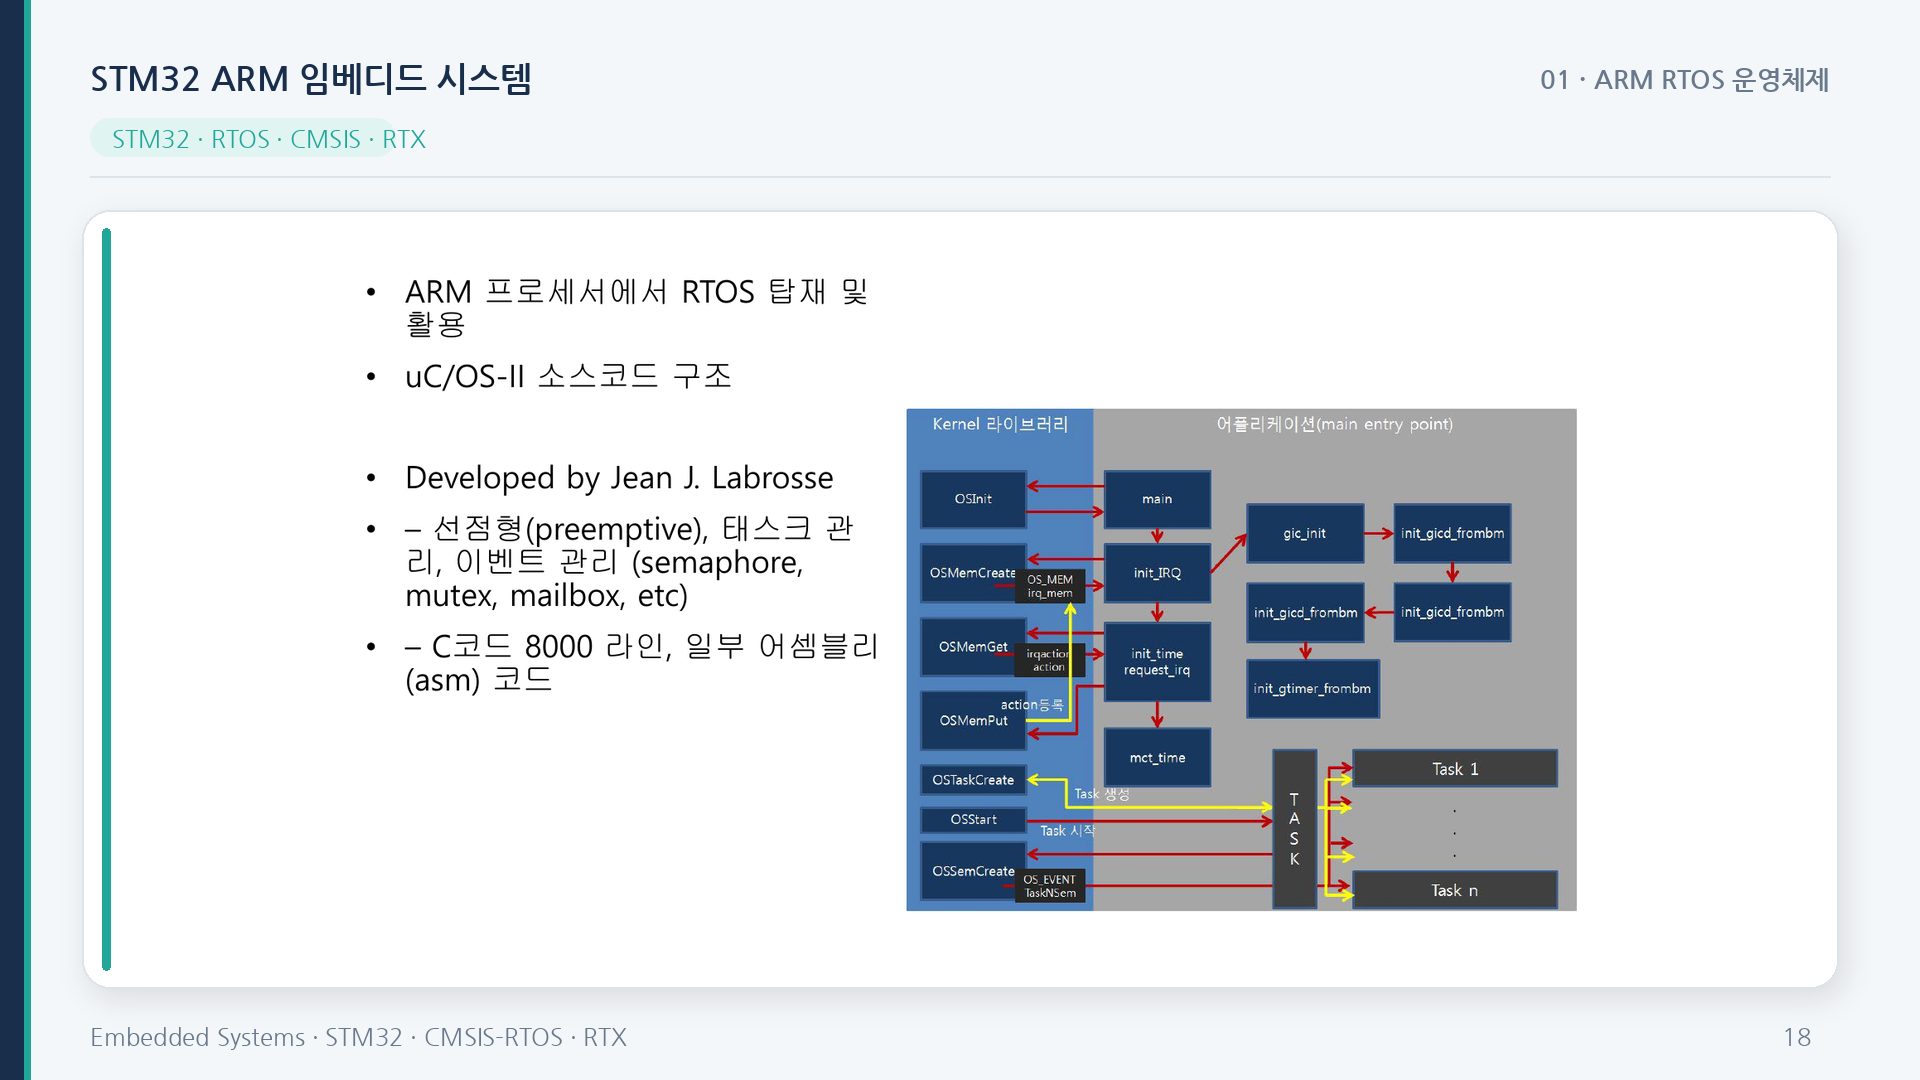 STM32 ARM 임베디드 시스템
01 · ARM RTOS 운영체제
STM32 · RTOS · CMSIS · RTX
• ARM 프로세서에서 RTOS 탑재 및
활용
• uC/OS-II 소스코드 구조
• Developed by Jean J. Labrosse
• – 선점형(preemptive), 태스크 관
리, 이벤트 관리 (semaphore,
mutex, mailbox, etc)
• – C코드 8000 라인, 일부 어셈블리
(asm) 코드
Kernel 라이브러리
어플리케이션(main entry point)
OSInit
main
gic_init
init_gicd_frombm
OSMemCreate
OS_MEM
irq_mem
init_IRQ
init_gicd_frombm
init_gicd_frombm
OSMemGet
irqaction
action
init_time
request_irq
init_gtimer_frombm
action등록
OSMemPut
mct_time
OSTaskCreate
Task 생성
OSStart
Task 시작
OSSemCreate
OS_EVENT
TaskNSem
T
A
S
K
Task 1
.
.
.
Task n
Embedded Systems · STM32 · CMSIS-RTOS · RTX
18